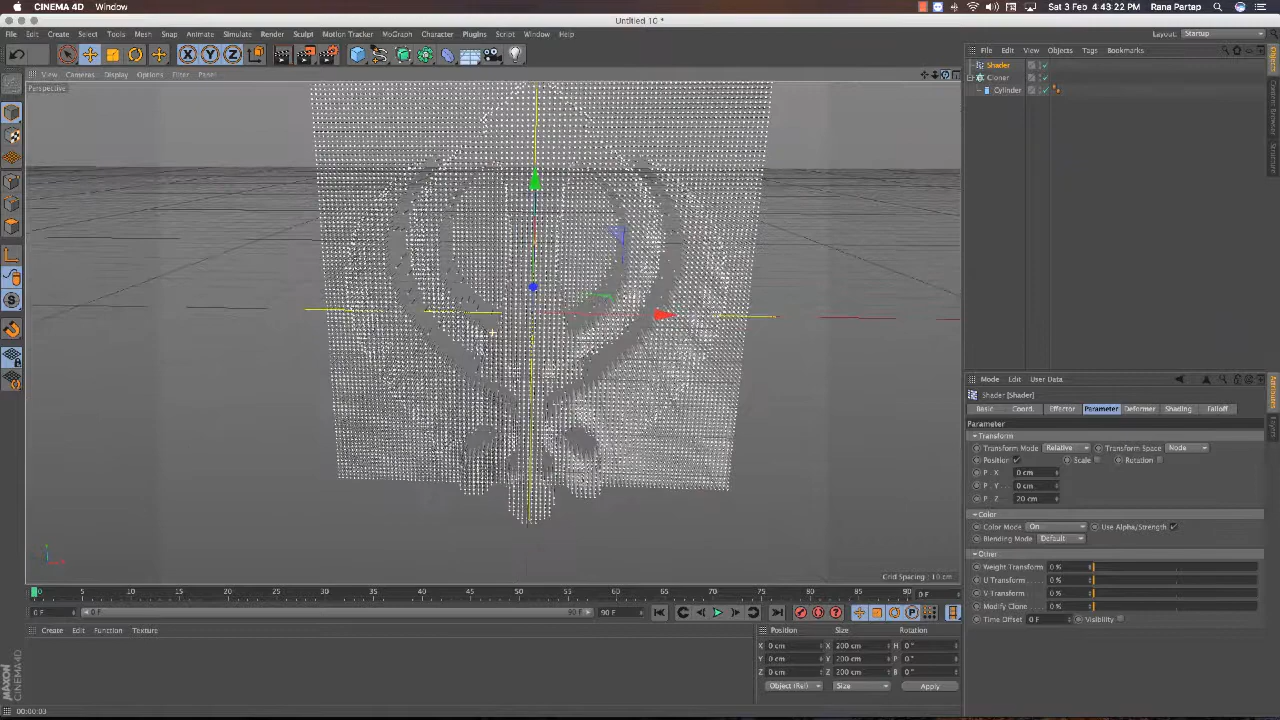 CINEMA 4D Window
Sat 3 Feb 4:43:22 PM Rana Partap
Untitled 10 *
File Edit Create Select Tools Mesh Snap Animate Simulate Render Sculpt Motion Tracker MoGraph Character Plugins Script Window Help
Layout: Startup
File Edit View Objects Tags Bookmarks
View Cameras Display Options Filter Panel
Perspective
Shader
Cloner
Cylinder
Objects
Content Browser
Structure
Mode Edit User Data
Shader [Shader]
Basic Coord. Effector Parameter Deformer Shading Falloff
Parameter
Transform
Transform Mode Relative Transform Space Node
Position Scale Rotation
P . X 0 cm
P . Y 0 cm
P . Z 20 cm
Color
Color Mode On Use Alpha/Strength
Blending Mode Default
Other
Weight Transform 0 %
U Transform 0 %
V Transform 0 %
Modify Clone 0 %
Time Offset 0 F Visibility
Attributes
Layers
Grid Spacing : 10 cm
0 5 10 15 20 25 30 35 40 45 50 55 60 65 70 75 80 85 90 0 F
0 F 0 F 90 F 90 F
Create Edit Function Texture
Position Size Rotation
X 0 cm X 200 cm H 0 °
Y 0 cm Y 200 cm P 0 °
Z 0 cm Z 200 cm B 0 °
Object (Rel) Size Apply
MAXON CINEMA 4D
00:00:03